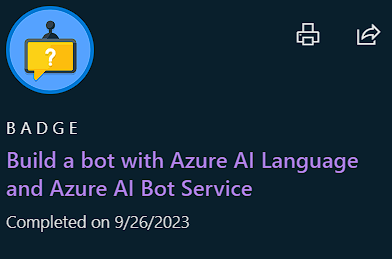 ?
BADGE
Build a bot with Azure AI Language
and Azure AI Bot Service
Completed on 9/26/2023